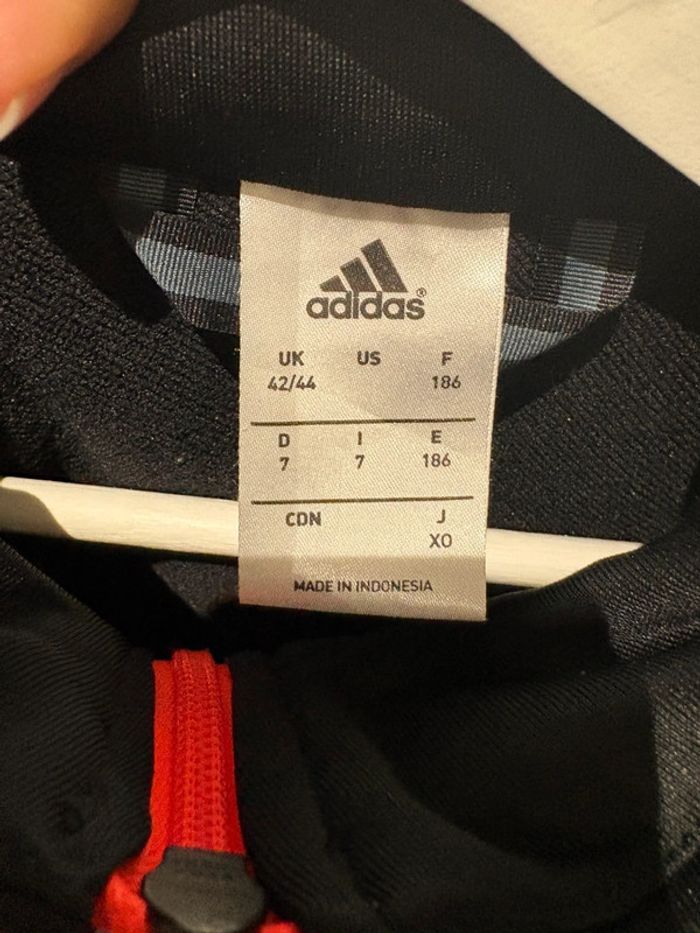 adidas®
UK US F
42/44 186
D I E
7 7 186
CDN J
XO
MADE IN INDONESIA